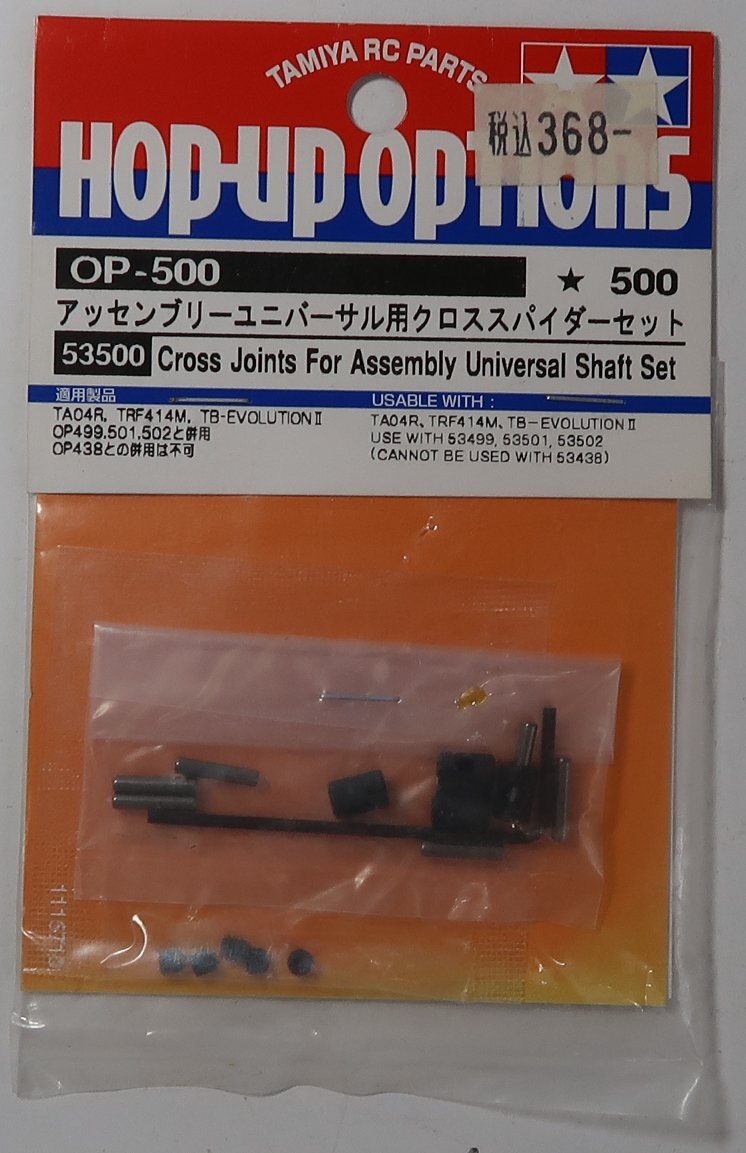 TAMIYA RC PARTS
税込368-
HOP-UP OPTIONS
OP-500
★ 500
アッセンブリーユニバーサル用クロススパイダーセット
53500 Cross Joints For Assembly Universal Shaft Set
適用製品
TA04R, TRF414M, TB-EVOLUTIONⅡ
OP499.501.502と併用
OP438との併用は不可
USABLE WITH :
TA04R、TRF414M、TB-EVOLUTIONⅡ
USE WITH 53499, 53501, 53502
(CANNOT BE USED WITH 53438)